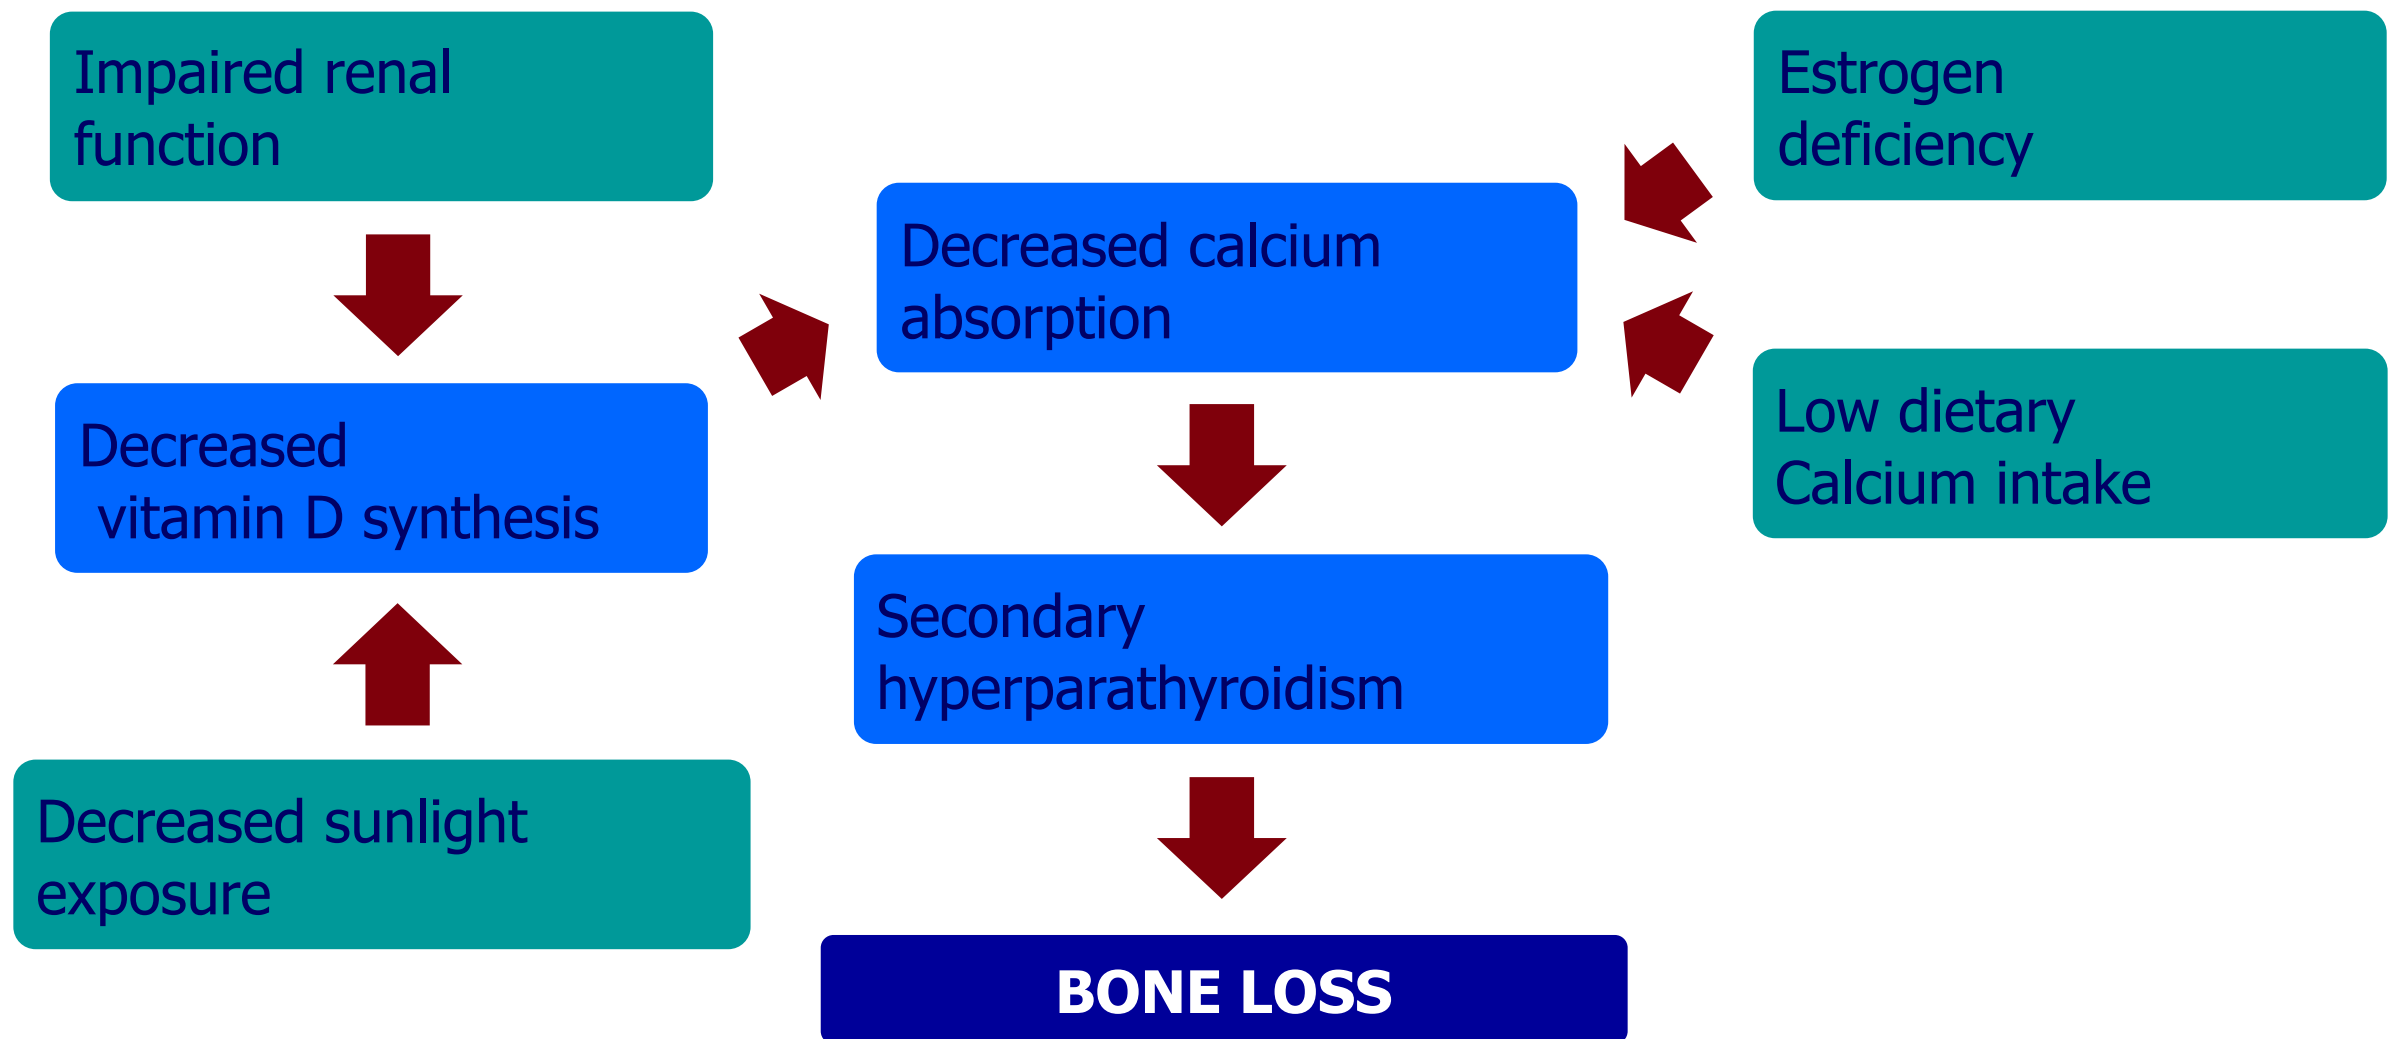 Impaired renal
function
Decreased
vitamin D synthesis
Decreased sunlight
exposure
Decreased calcium
absorption
Secondary
hyperparathyroidism
BONE LOSS
Estrogen
deficiency
Low dietary
Calcium intake